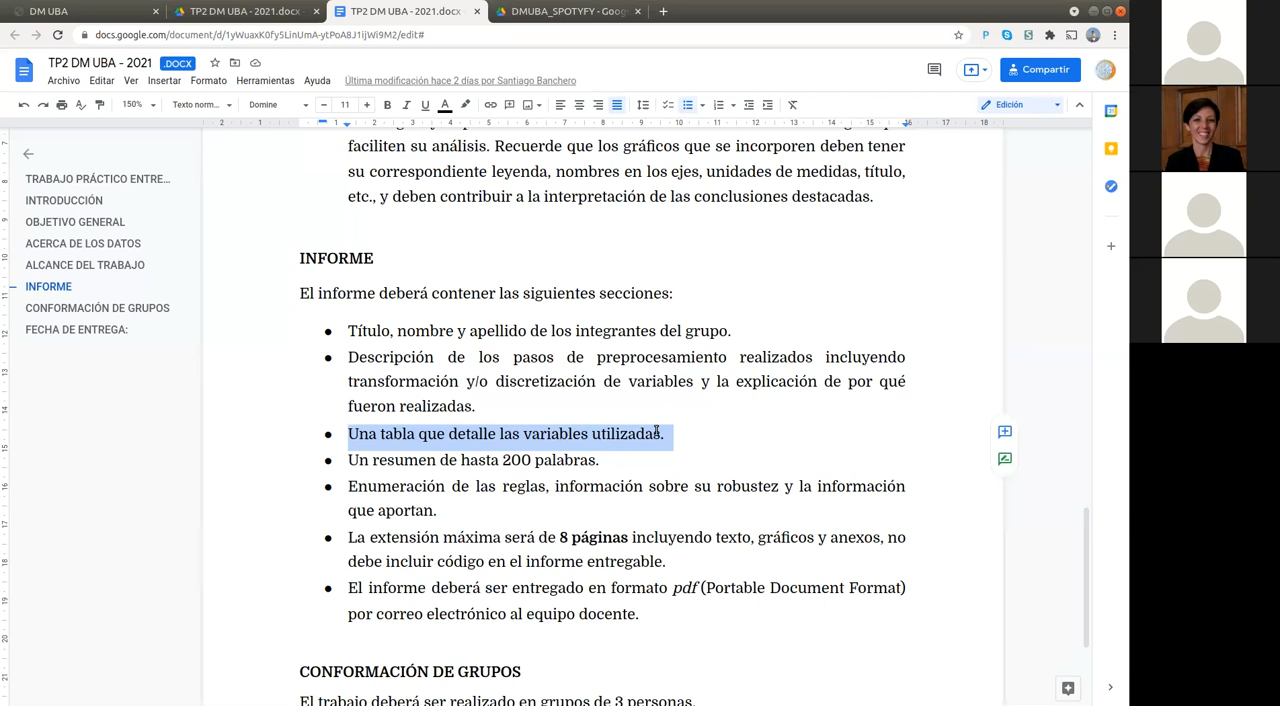 DM UBA
TP2 DM UBA - 2021.docx -
TP2 DM UBA - 2021.docx -
DMUBA_SPOTYFY - Goog
docs.google.com/document/d/1yWuaxK0fy5LinUmA-ytPoA8J1ijWi9M2/edit#
TP2 DM UBA - 2021 .DOCX
Archivo Editar Ver Insertar Formato Herramientas Ayuda Última modificación hace 2 días por Santiago Banchero
Compartir
150% Texto norm... Domine 11 Edición
TRABAJO PRÁCTICO ENTRE...
INTRODUCCIÓN
OBJETIVO GENERAL
ACERCA DE LOS DATOS
ALCANCE DEL TRABAJO
INFORME
CONFORMACIÓN DE GRUPOS
FECHA DE ENTREGA:
faciliten su análisis. Recuerde que los gráficos que se incorporen deben tener
su correspondiente leyenda, nombres en los ejes, unidades de medidas, título,
etc., y deben contribuir a la interpretación de las conclusiones destacadas.
INFORME
El informe deberá contener las siguientes secciones:
● Título, nombre y apellido de los integrantes del grupo.
● Descripción de los pasos de preprocesamiento realizados incluyendo
transformación y/o discretización de variables y la explicación de por qué
fueron realizadas.
● Una tabla que detalle las variables utilizadas.
● Un resumen de hasta 200 palabras.
● Enumeración de las reglas, información sobre su robustez y la información
que aportan.
● La extensión máxima será de 8 páginas incluyendo texto, gráficos y anexos, no
debe incluir código en el informe entregable.
● El informe deberá ser entregado en formato pdf (Portable Document Format)
por correo electrónico al equipo docente.
CONFORMACIÓN DE GRUPOS
El trabajo deberá ser realizado en grupos de 3 personas.